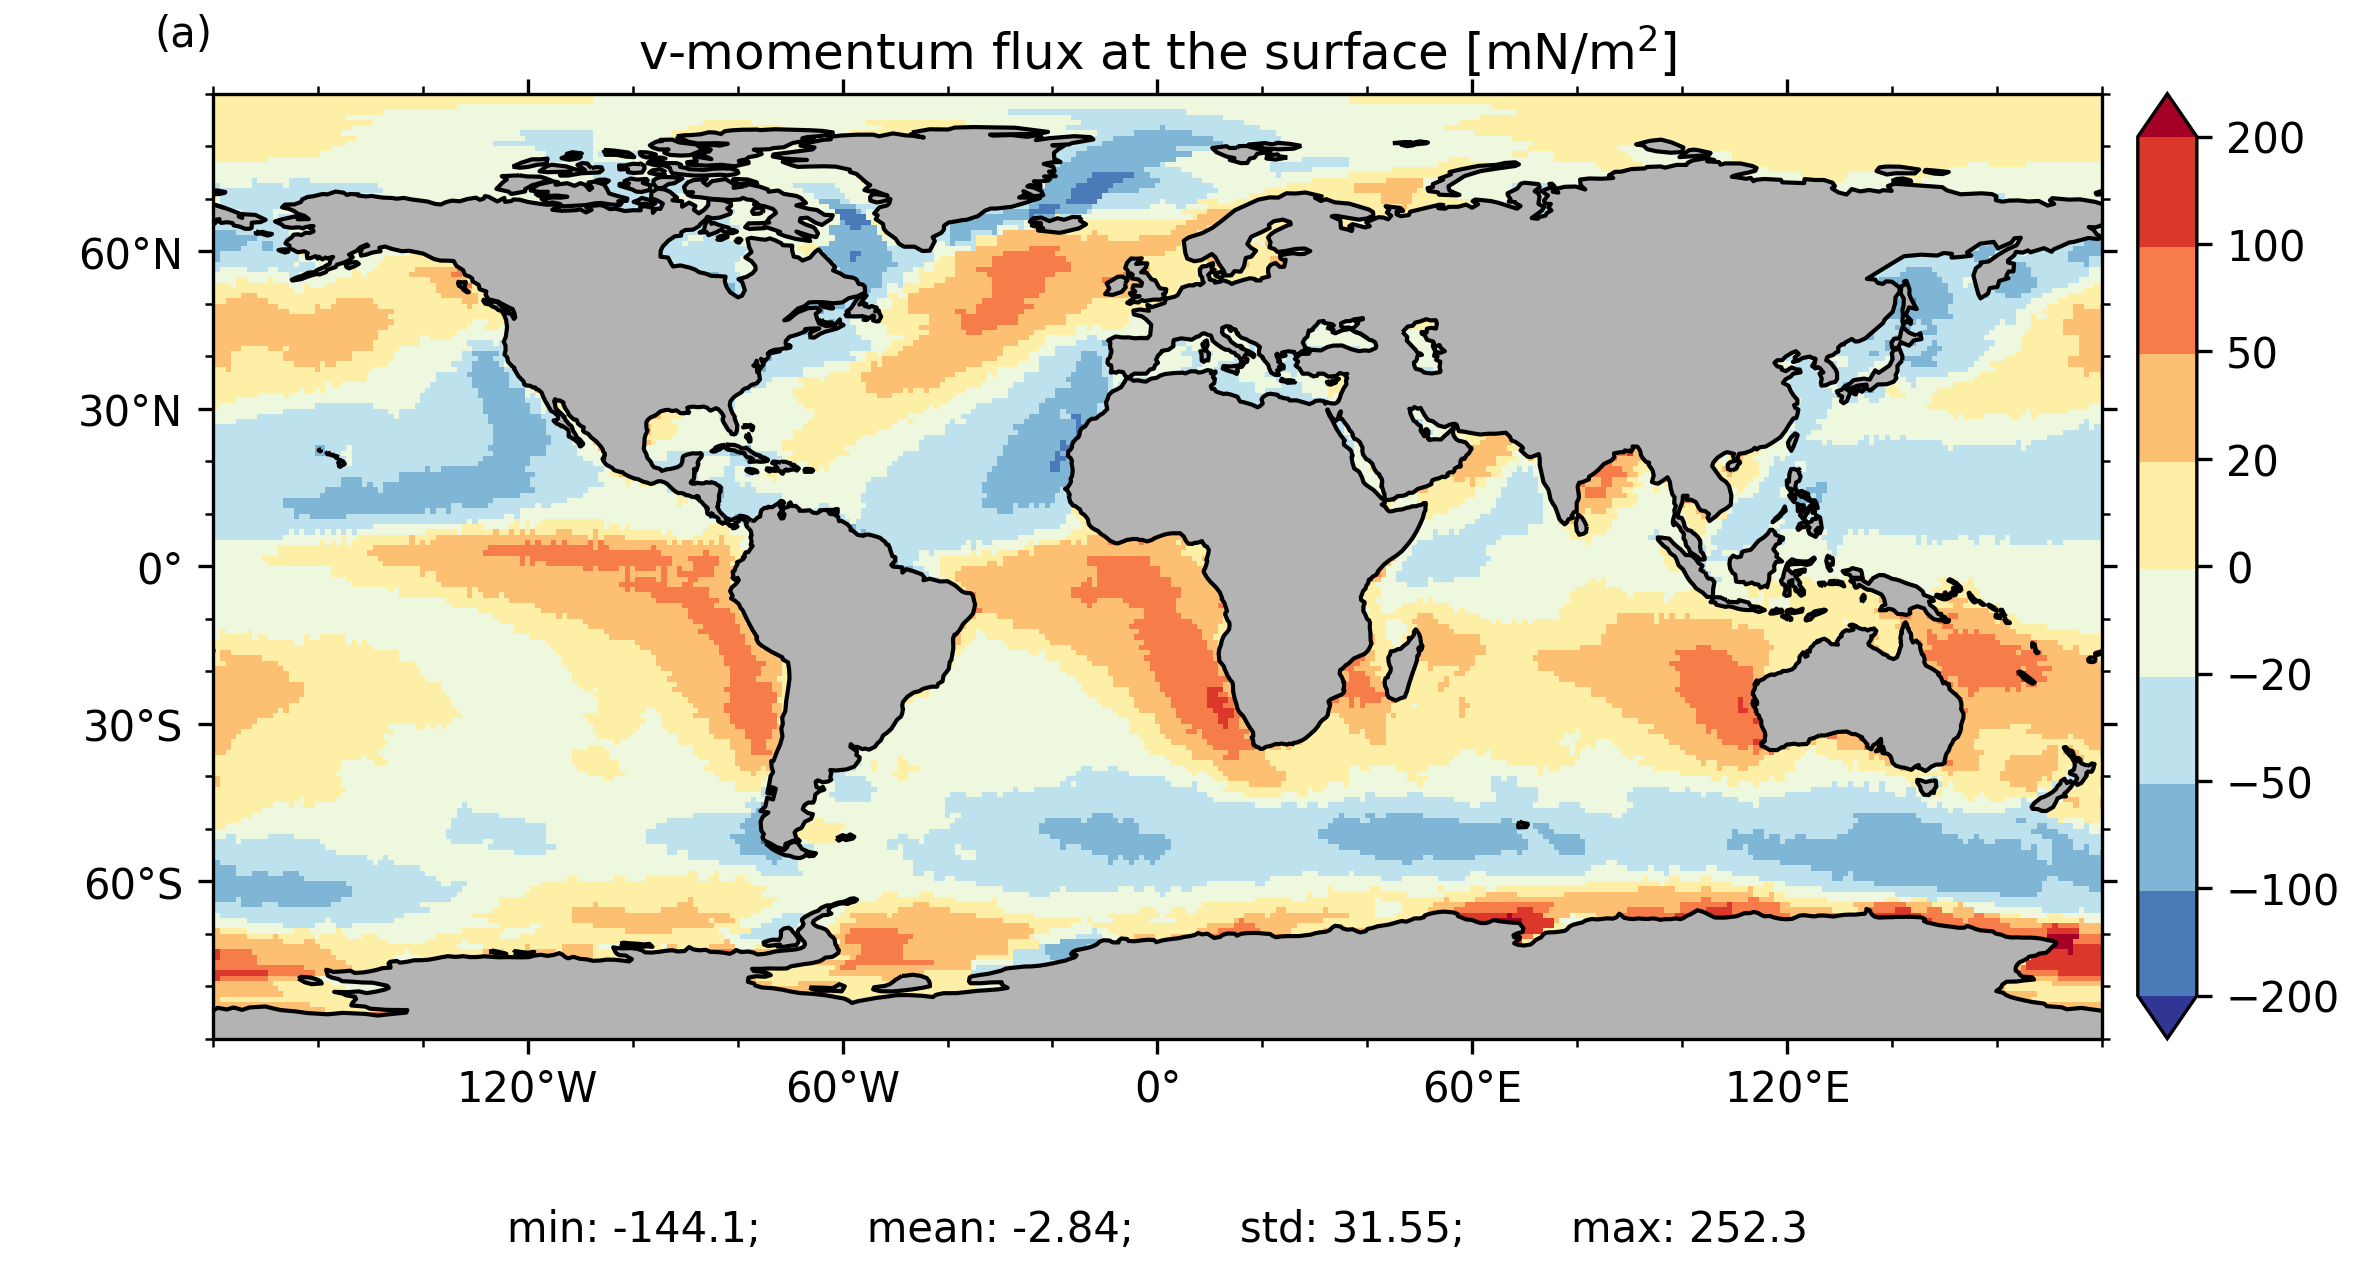 (a)
v-momentum flux at the surface [mN/m²]
60°N
30°N
0°
30°S
60°S
120°W 60°W 0° 60°E 120°E
200
100
50
20
0
−20
−50
−100
−200
min: -144.1; mean: -2.84; std: 31.55; max: 252.3